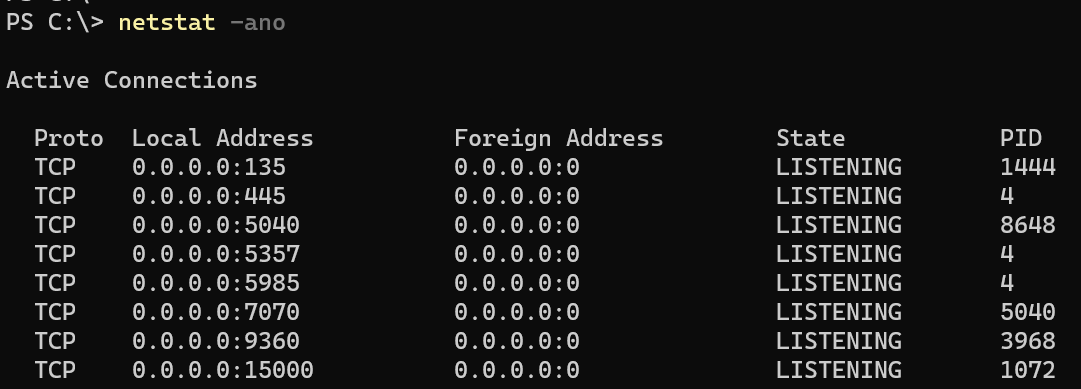 PS C:\> netstat -ano
Active Connections
Proto  Local Address          Foreign Address        State           PID
TCP    0.0.0.0:135            0.0.0.0:0              LISTENING       1444
TCP    0.0.0.0:445            0.0.0.0:0              LISTENING       4
TCP    0.0.0.0:5040           0.0.0.0:0              LISTENING       8648
TCP    0.0.0.0:5357           0.0.0.0:0              LISTENING       4
TCP    0.0.0.0:5985           0.0.0.0:0              LISTENING       4
TCP    0.0.0.0:7070           0.0.0.0:0              LISTENING       5040
TCP    0.0.0.0:9360           0.0.0.0:0              LISTENING       3968
TCP    0.0.0.0:15000          0.0.0.0:0              LISTENING       1072